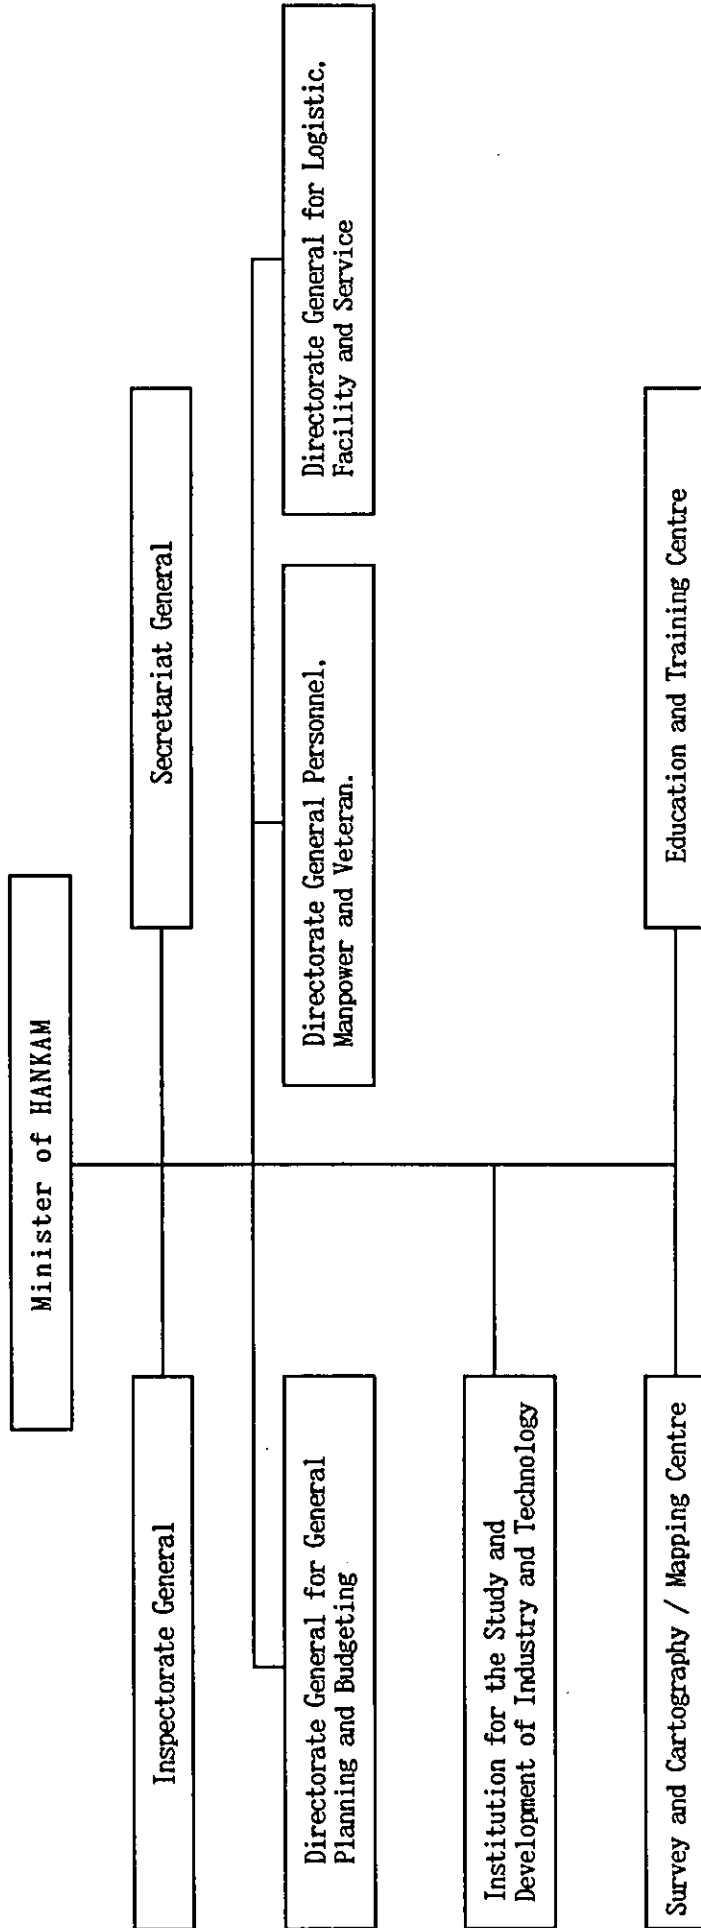 Minister of HANKAM
Inspectorate General
Secretariat General
Directorate General for General
Planning and Budgeting
Directorate General Personnel,
Manpower and Veteran.
Directorate General for Logistic,
Facility and Service
Institution for the Study and
Development of Industry and Technology
Survey and Cartography / Mapping Centre
Education and Training Centre